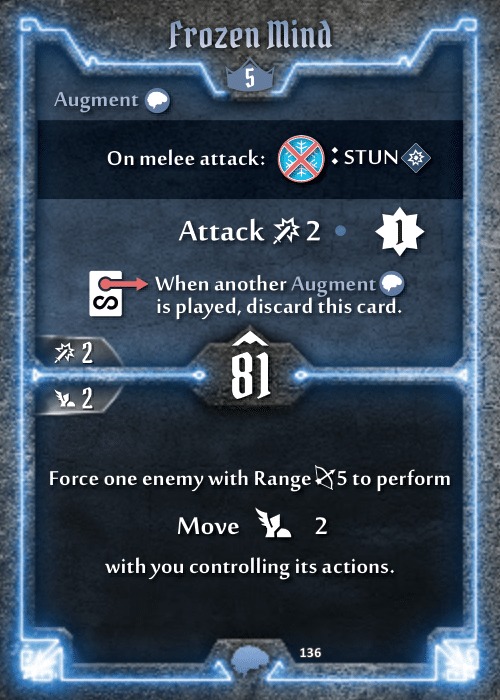 Frozen Mind
5
Augment
On melee attack: : STUN
Attack 2 1
When another Augment
is played, discard this card.
2
81
2
Force one enemy with Range 5 to perform
Move 2
with you controlling its actions.
136